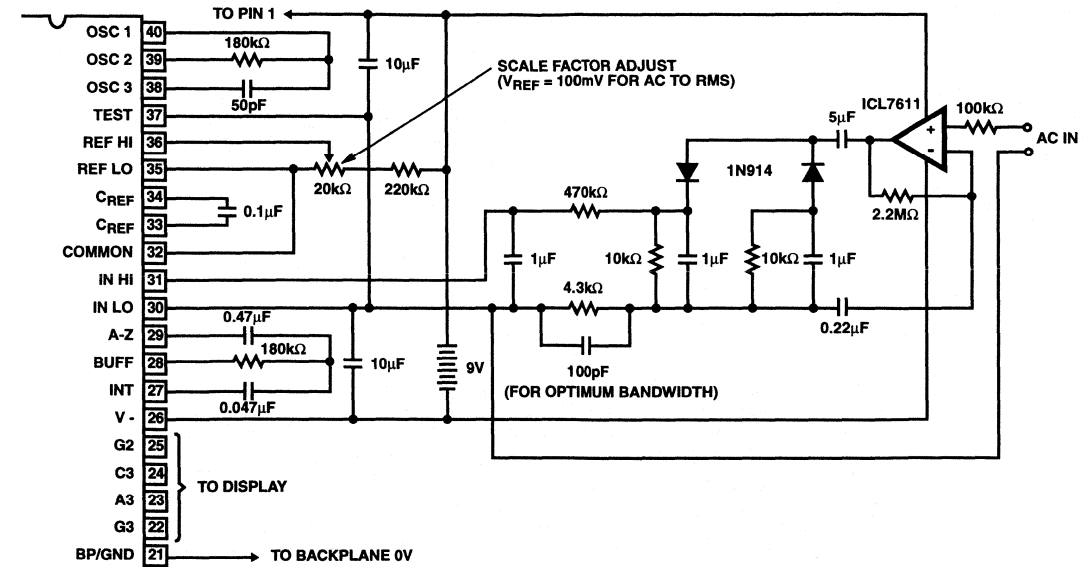 TO PIN 1
OSC 1 40
180kΩ
OSC 2 39
10µF
OSC 3 38
50pF
SCALE FACTOR ADJUST
(VREF = 100mV FOR AC TO RMS)
TEST 37
ICL7611
100kΩ
5µF
+
-
AC IN
REF HI 36
REF LO 35
20kΩ
220kΩ
1N914
470kΩ
2.2MΩ
CREF 34
0.1µF
CREF 33
COMMON 32
1µF
10kΩ
1µF
10kΩ
1µF
IN HI 31
4.3kΩ
IN LO 30
0.47µF
0.22µF
A-Z 29
180kΩ
BUFF 28
10µF
9V
100pF
INT 27
(FOR OPTIMUM BANDWIDTH)
0.047µF
V - 26
G2 25
C3 24
TO DISPLAY
A3 23
G3 22
BP/GND 21
TO BACKPLANE 0V